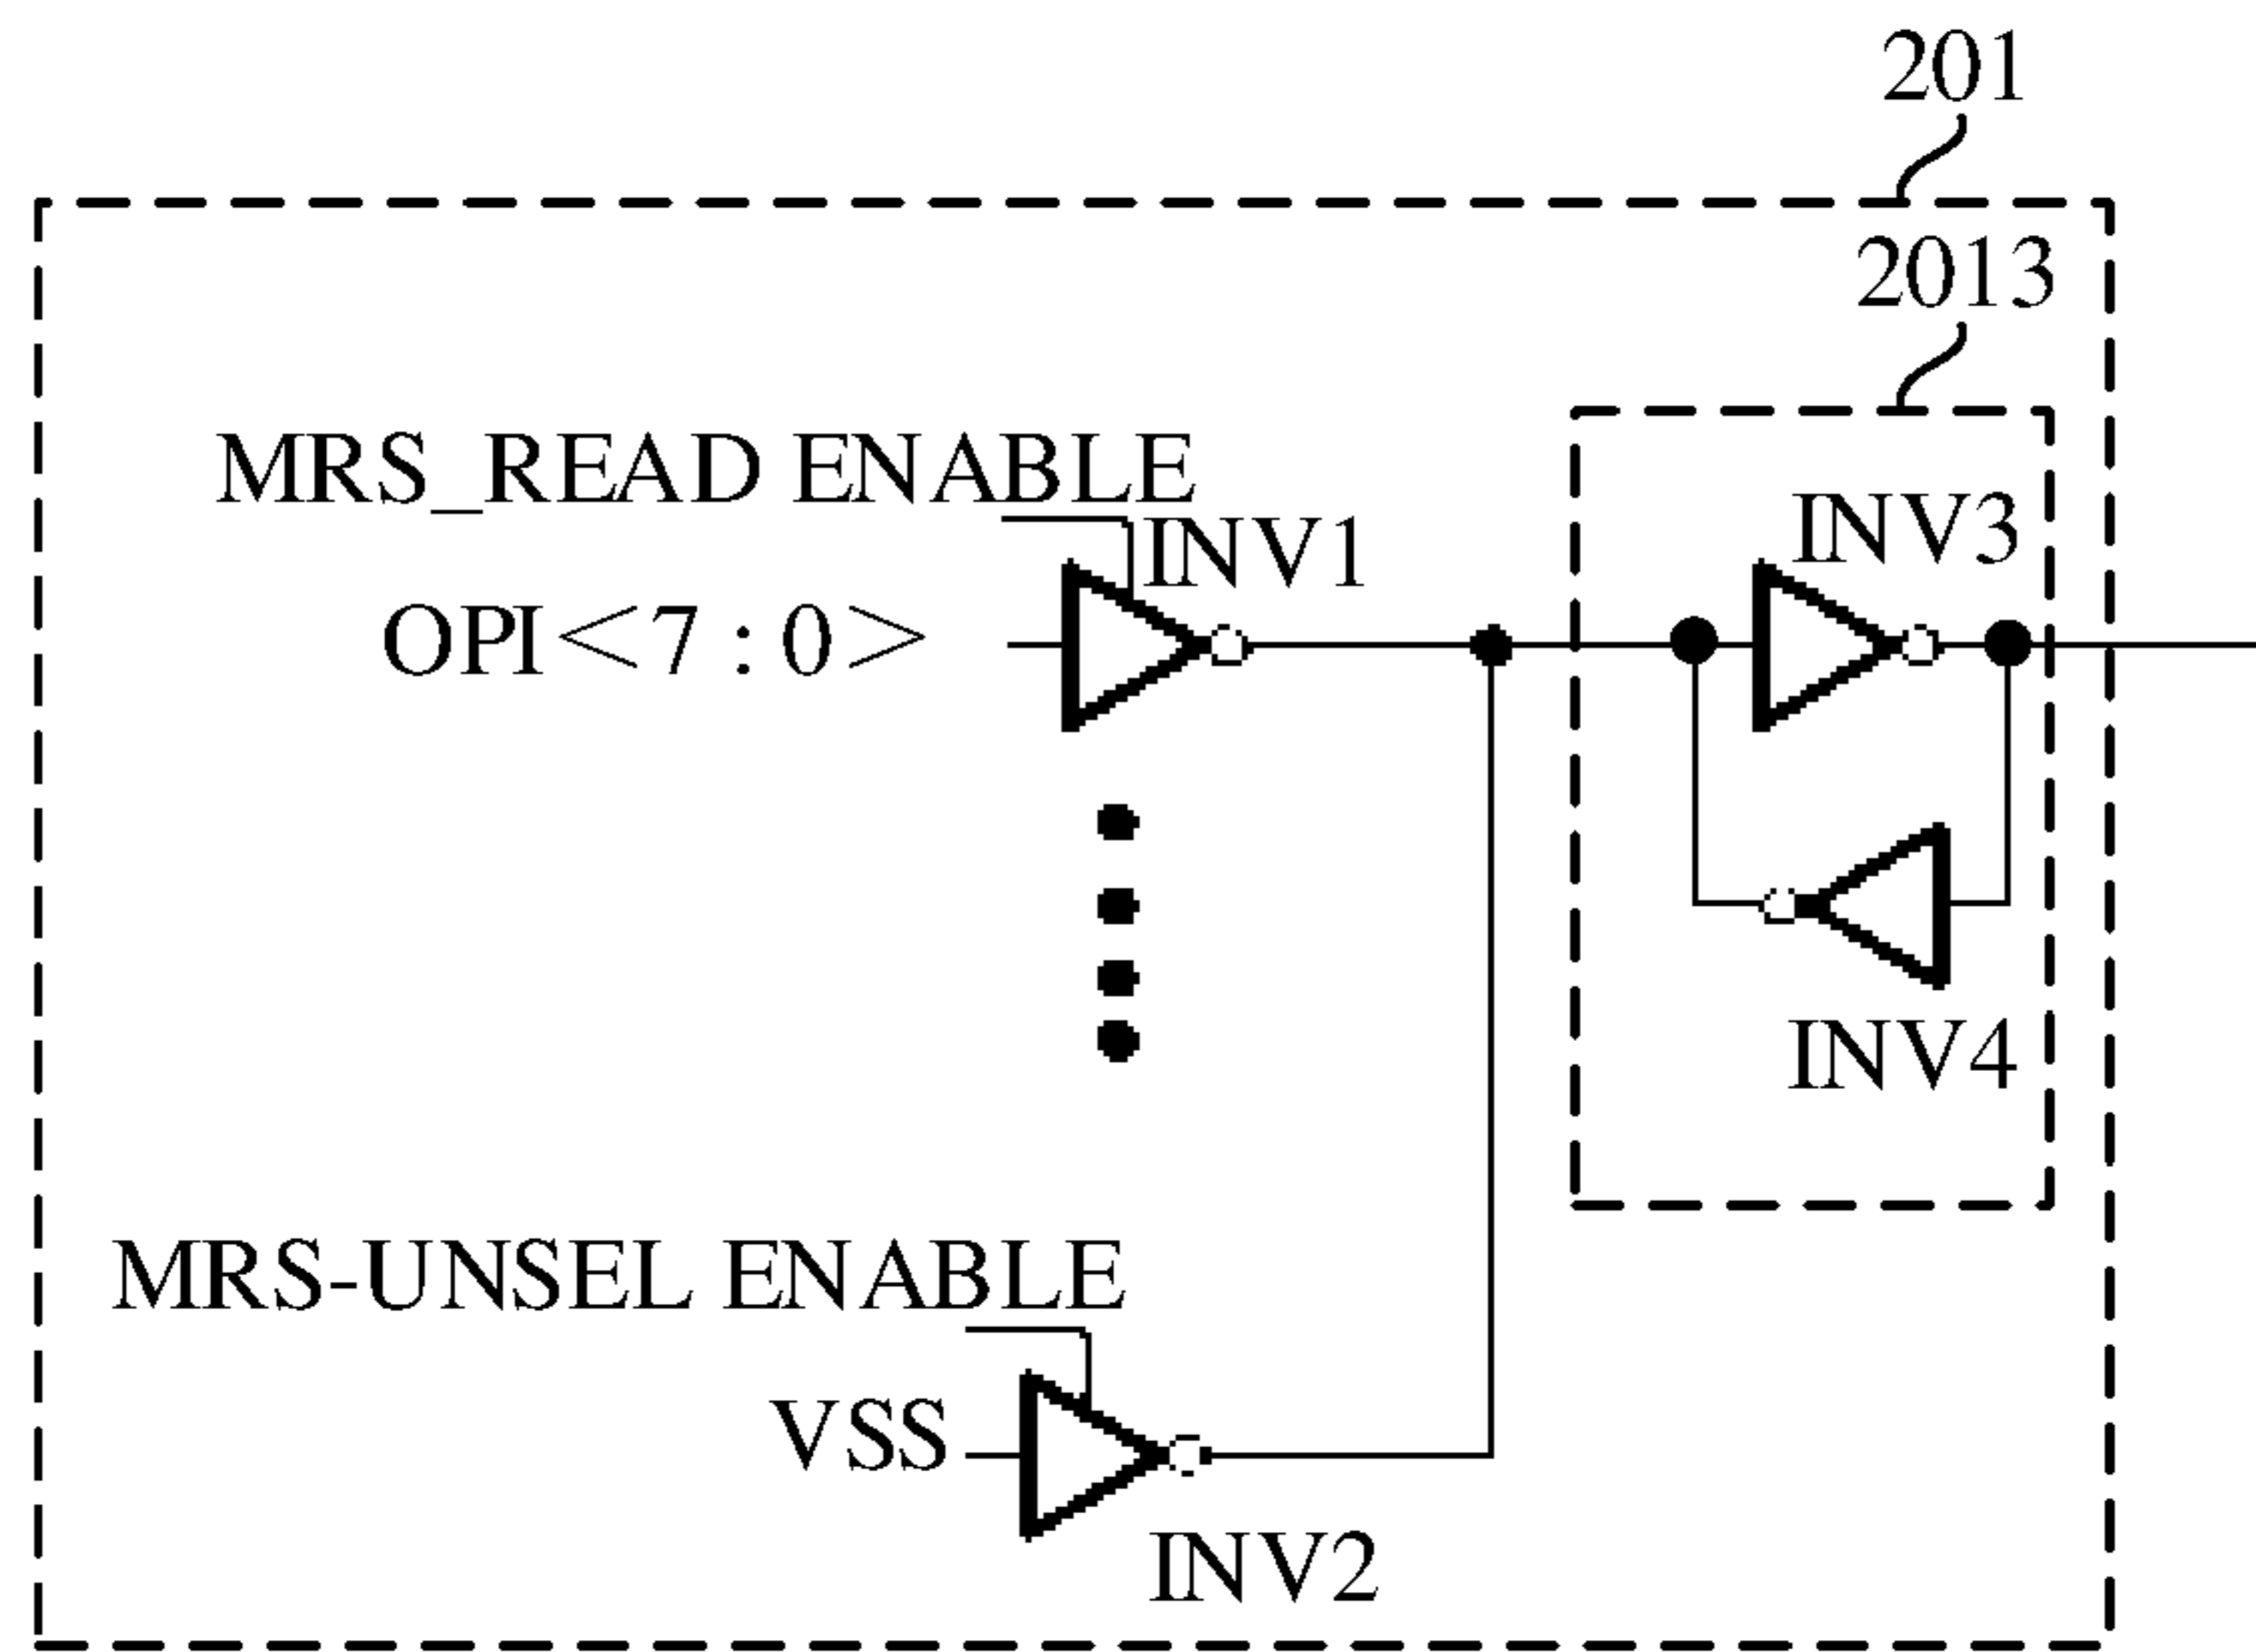 201
2013
MRS_READ ENABLE
INV1
INV3
OPI<7:0>
INV4
MRS-UNSEL ENABLE
VSS
INV2